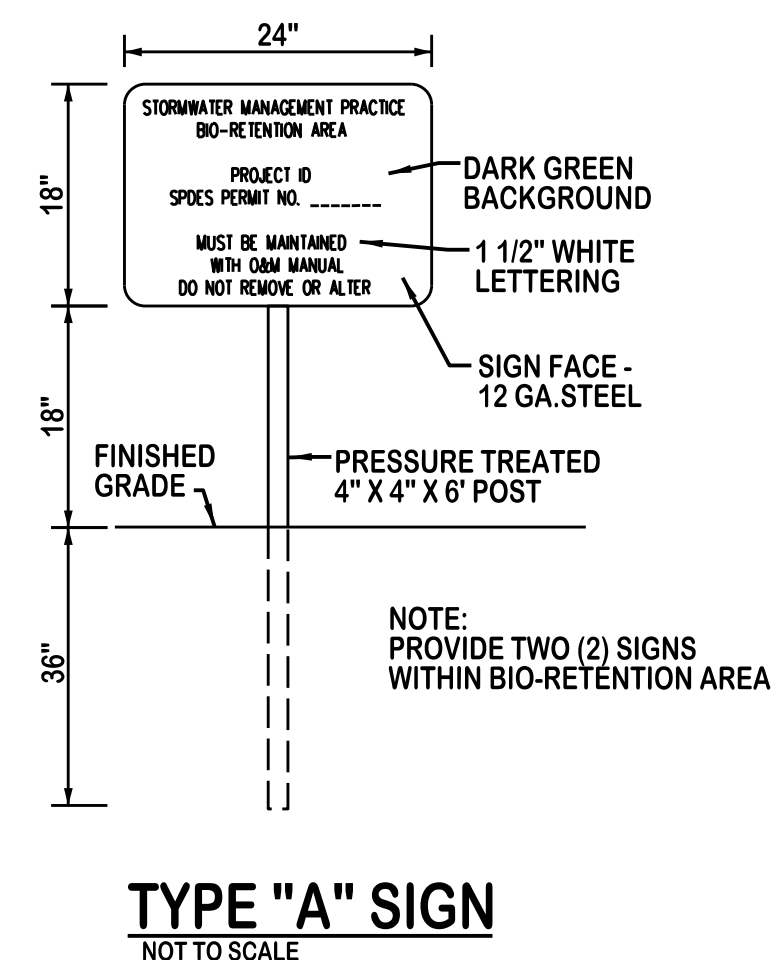 24"
STORMWATER MANAGEMENT PRACTICE
BIO-RETENTION AREA
PROJECT ID
SPDES PERMIT NO. _______
MUST BE MAINTAINED
WITH O&M MANUAL
DO NOT REMOVE OR ALTER
18"
DARK GREEN
BACKGROUND
1 1/2" WHITE
LETTERING
SIGN FACE -
12 GA.STEEL
18"
FINISHED
GRADE
PRESSURE TREATED
4" X 4" X 6' POST
36"
NOTE:
PROVIDE TWO (2) SIGNS
WITHIN BIO-RETENTION AREA
TYPE "A" SIGN
NOT TO SCALE